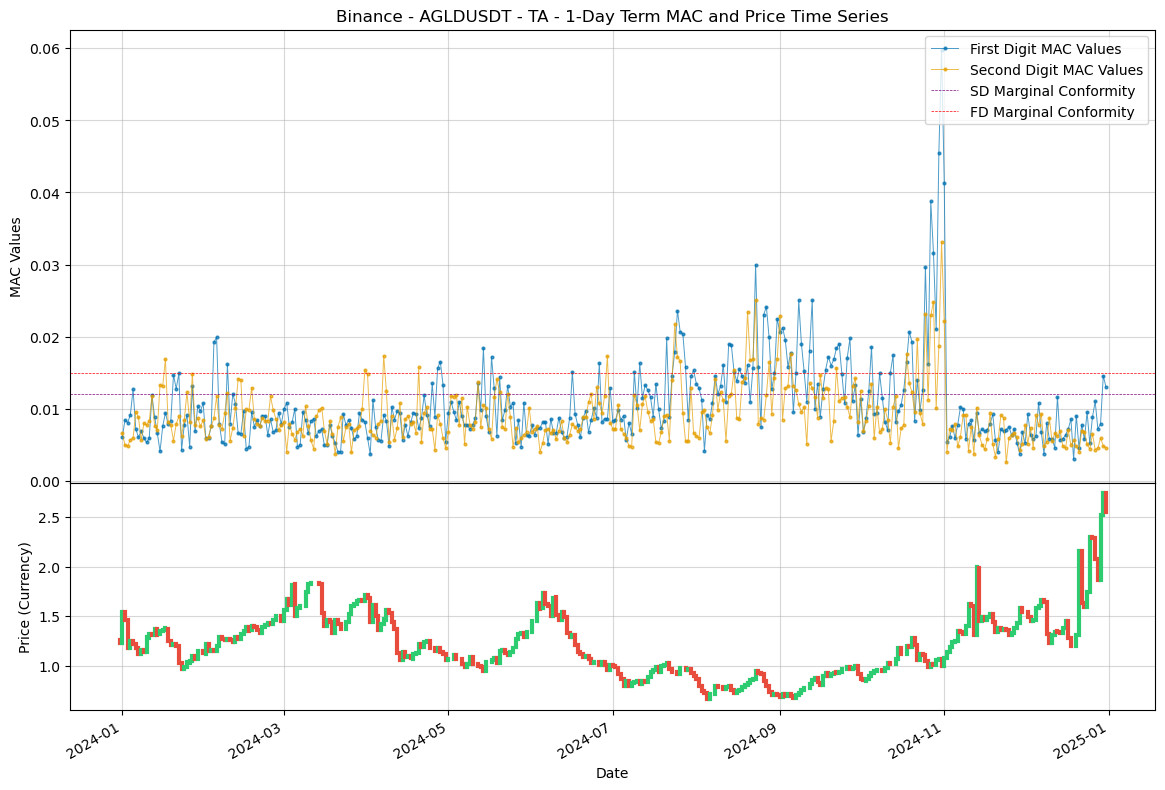 Binance - AGLDUSDT - TA - 1-Day Term MAC and Price Time Series
First Digit MAC Values
Second Digit MAC Values
SD Marginal Conformity
FD Marginal Conformity
MAC Values
0.06
0.05
0.04
0.03
0.02
0.01
0.00
Price (Currency)
2.5
2.0
1.5
1.0
2024-01
2024-03
2024-05
2024-07
2024-09
2024-11
2025-01
Date